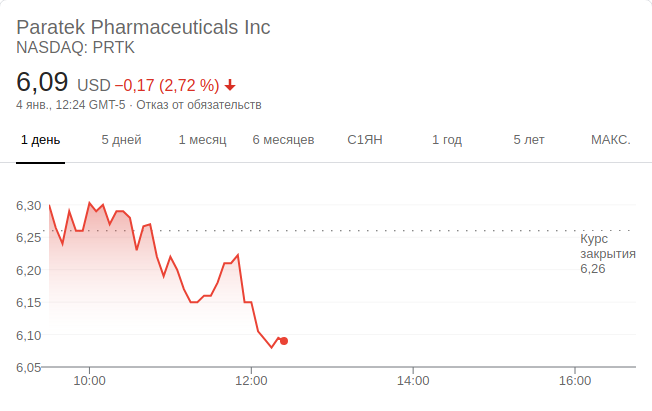 Paratek Pharmaceuticals Inc
NASDAQ: PRTK
6,09 USD −0,17 (2,72 %)
4 янв., 12:24 GMT-5 · Отказ от обязательств
1 день 5 дней 1 месяц 6 месяцев С1ЯН 1 год 5 лет МАКС.
6,30
6,25
6,20
6,15
6,10
6,05
Курс
закрытия
6,26
10:00 12:00 14:00 16:00